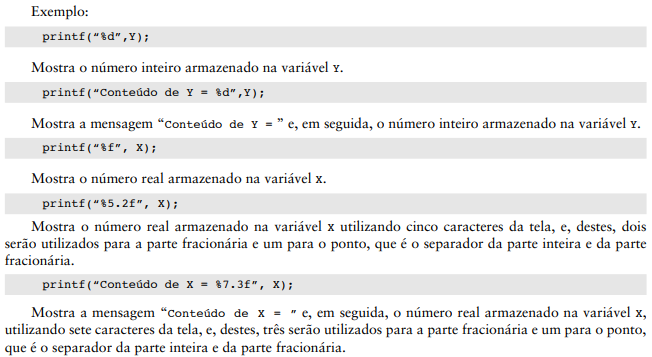 Exemplo:
printf(“%d”,Y);
Mostra o número inteiro armazenado na variável Y.
printf(“Conteúdo de Y = %d”,Y);
Mostra a mensagem “Conteúdo de Y = ” e, em seguida, o número inteiro armazenado na variável Y.
printf(“%f”, X);
Mostra o número real armazenado na variável X.
printf(“%5.2f”, X);
Mostra o número real armazenado na variável X utilizando cinco caracteres da tela, e, destes, dois
serão utilizados para a parte fracionária e um para o ponto, que é o separador da parte inteira e da parte
fracionária.
printf(“Conteúdo de X = %7.3f”, X);
Mostra a mensagem “Conteúdo de X = ” e, em seguida, o número real armazenado na variável X,
utilizando sete caracteres da tela, e, destes, três serão utilizados para a parte fracionária e um para o ponto,
que é o separador da parte inteira e da parte fracionária.